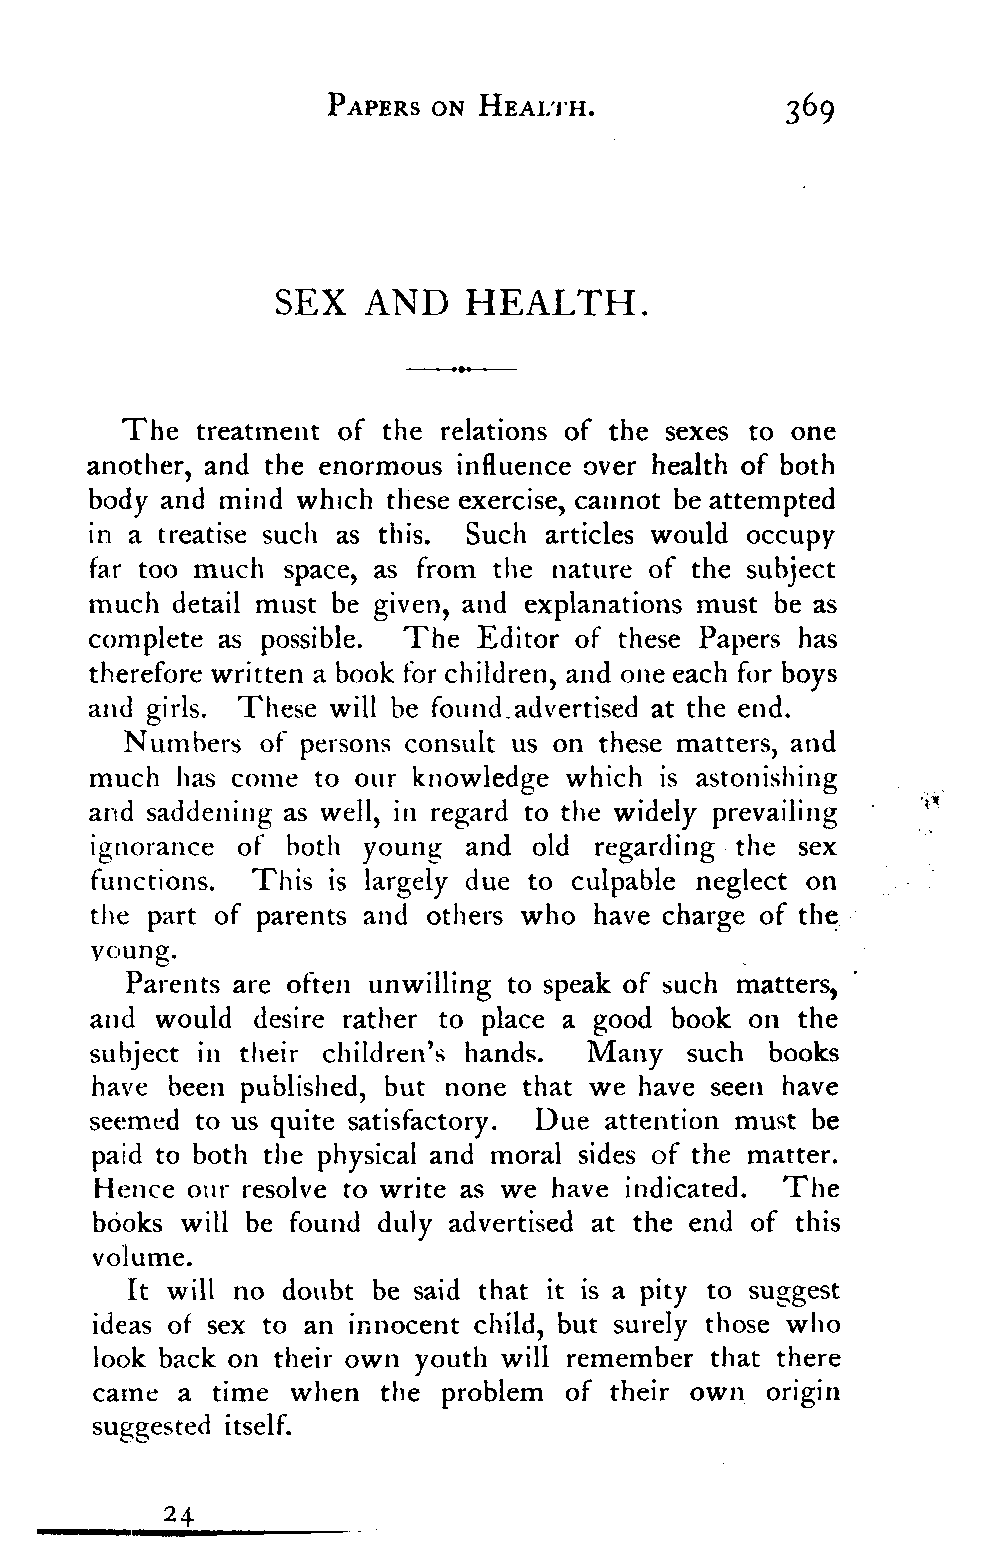 PAPERS ON HEALTH. 369
SEX AND HEALTH.
The treatment of the relations of the sexes to one
another, and the enormous influence over health of both
body and mind which these exercise, cannot be attempted
in a treatise such as this. Such articles would occupy
far too much space, as from the nature of the subject
much detail must be given, and explanations must be as
complete as possible. The Editor of these Papers has
therefore written a book for children, and one each for boys
and girls. These will be found advertised at the end.
Numbers of persons consult us on these matters, and
much has come to our knowledge which is astonishing
and saddening as well, in regard to the widely prevailing
ignorance of both young and old regarding the sex
functions. This is largely due to culpable neglect on
the part of parents and others who have charge of the
young.
Parents are often unwilling to speak of such matters,
and would desire rather to place a good book on the
subject in their children's hands. Many such books
have been published, but none that we have seen have
seemed to us quite satisfactory. Due attention must be
paid to both the physical and moral sides of the matter.
Hence our resolve to write as we have indicated. The
books will be found duly advertised at the end of this
volume.
It will no doubt be said that it is a pity to suggest
ideas of sex to an innocent child, but surely those who
look back on their own youth will remember that there
came a time when the problem of their own origin
suggested itself.
24